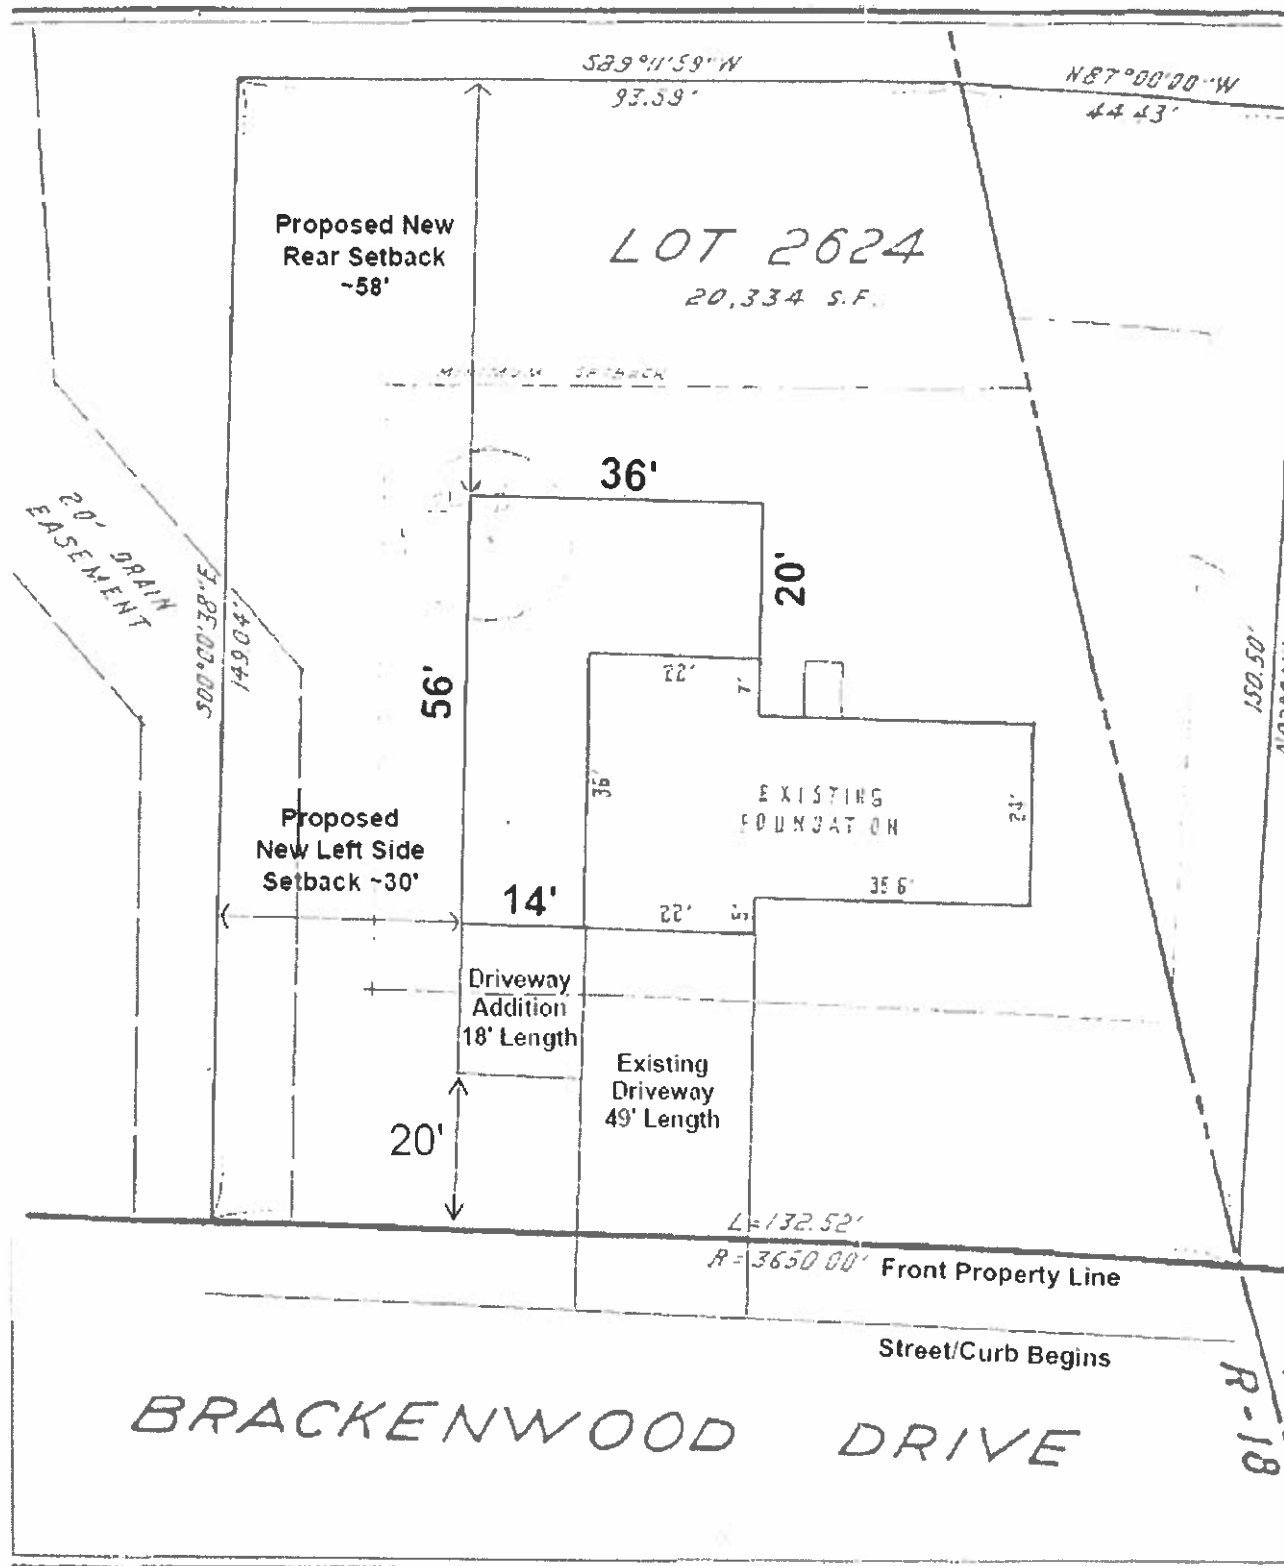 S89°11'59"W
93.59'
N87°00'00"W
44.43'
Proposed New
Rear Setback
~58'
LOT 2624
20,334 S.F.
MINIMUM SETBACK
36'
20'
20' DRAIN
EASEMENT
S00°00'38"E
149.04'
56'
22'
7'
36'
EXISTING
FOUNDATION
24'
150.50'
Proposed
New Left Side
Setback ~30'
14'
22'
35.6'
Driveway
Addition
18' Length
Existing
Driveway
49' Length
20'
L=132.52'
R=3650.00'
Front Property Line
Street/Curb Begins
BRACKENWOOD DRIVE
R-18